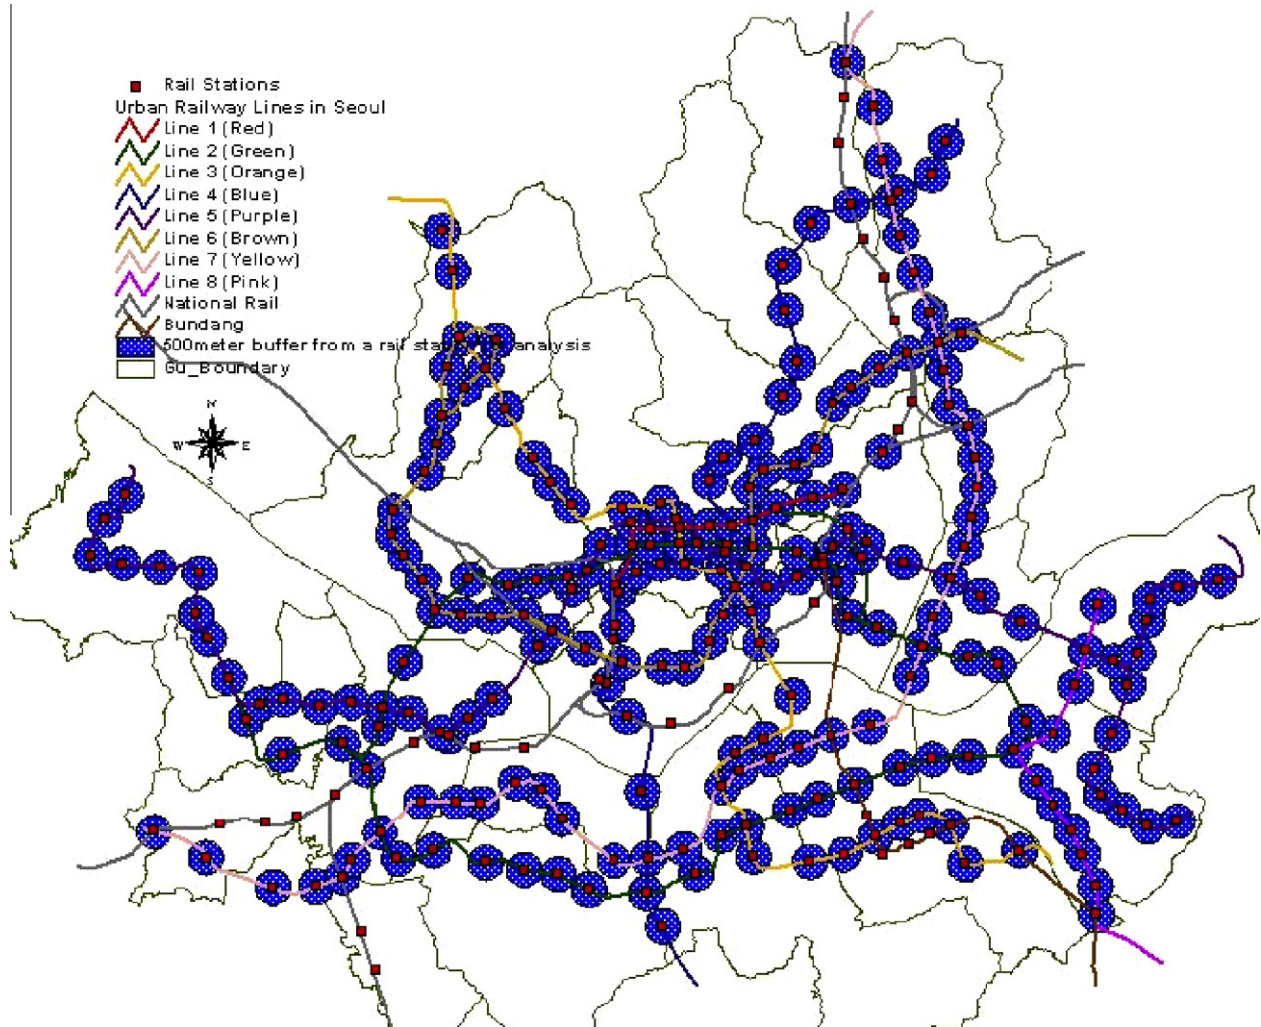 Rail Stations
Urban Railway Lines in Seoul
Line 1 (Red)
Line 2 (Green)
Line 3 (Orange)
Line 4 (Blue)
Line 5 (Purple)
Line 6 (Brown)
Line 7 (Yellow)
Line 8 (Pink)
National Rail
Bundang
500meter buffer from a rail sta analysis
Gu_Boundary
N
W E
S